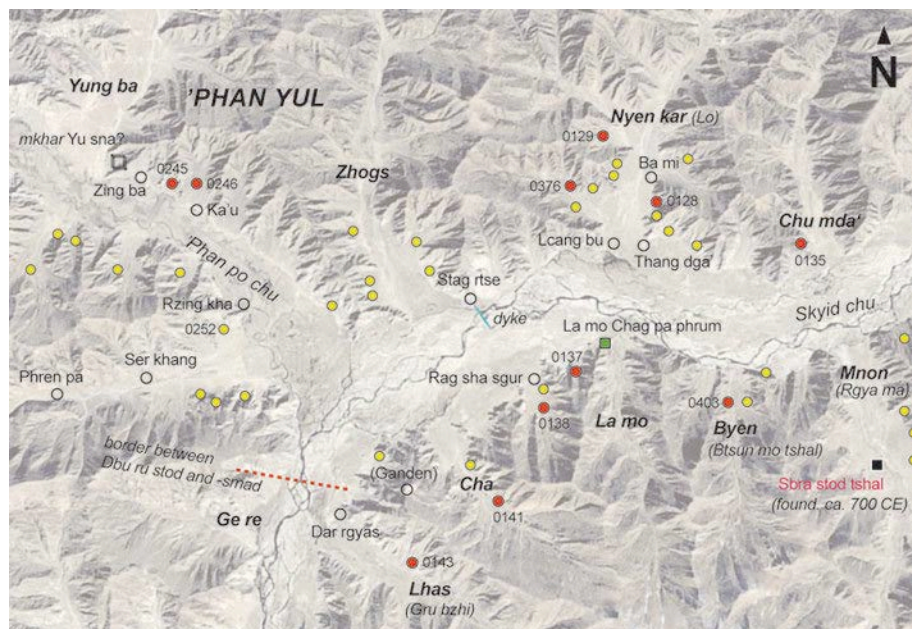 N
Yung ba
'PHAN YUL
Nyen kar (Lo)
0129
mkhar Yu sna?
Zhogs
Ba mi
0245
0246
0376
Zing ba
0128
Ka'u
Chu mda'
Lcang bu
Thang dga'
0135
'Phan po chu
Stag rtse
Rzing kha
dyke
Skyid chu
0252
La mo Chag pa phrum
Ser khang
0137
Phren pa
Rag sha sgur
Mnon
(Rgya ma)
0138
La mo
0403
Byen
(Btsun mo tshal)
border between
Dbu ru stod and -smad
(Ganden)
Cha
Sbra stod tshal
(found. ca. 700 CE)
0141
Ge re
Dar rgyas
0143
Lhas
(Gru bzhi)